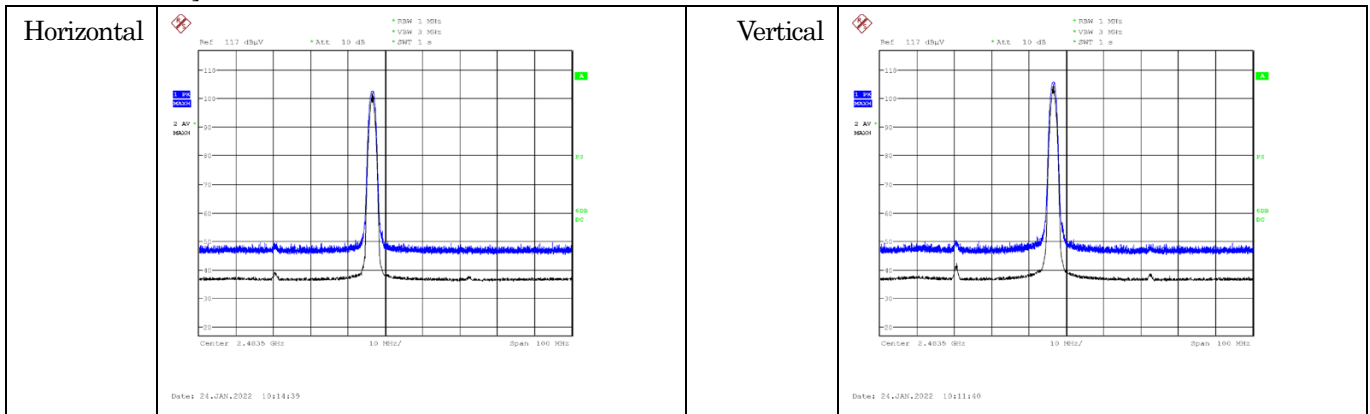 Horizontal
* RBW 1 MHz
* VBW 3 MHz
Ref 117 dBµV * Att 10 dB * SWT 1 s
110
A
1 PK
MAXH
100
2 AV *
MAXH
90
80
PS
70
60
6DB
DC
50
40
30
20
Center 2.4835 GHz 10 MHz/ Span 100 MHz
Date: 24.JAN.2022 10:14:39
Vertical
* RBW 1 MHz
* VBW 3 MHz
Ref 117 dBµV * Att 10 dB * SWT 1 s
110
A
1 PK
MAXH
100
2 AV *
MAXH
90
80
PS
70
60
6DB
DC
50
40
30
20
Center 2.4835 GHz 10 MHz/ Span 100 MHz
Date: 24.JAN.2022 10:11:40